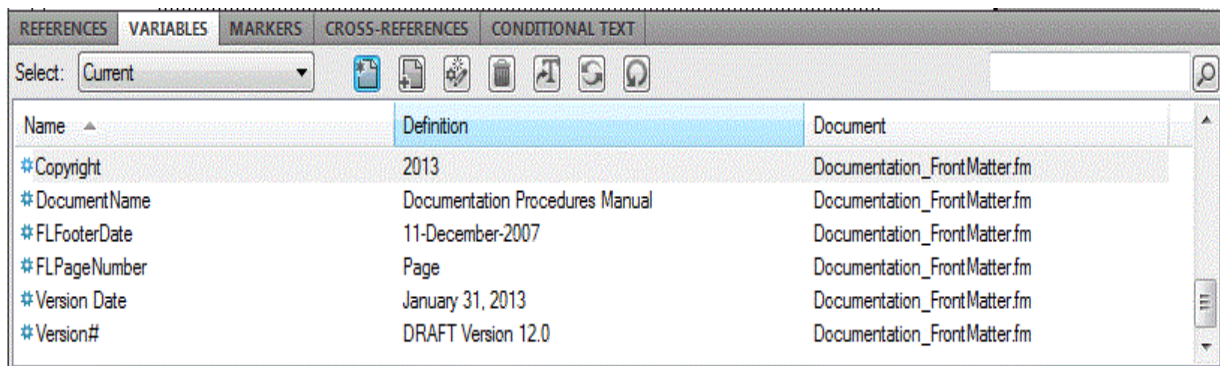 REFERENCES VARIABLES MARKERS CROSS-REFERENCES CONDITIONAL TEXT
Select: Current
Name Definition Document
Copyright 2013 Documentation_FrontMatter.fm
DocumentName Documentation Procedures Manual Documentation_FrontMatter.fm
FLFooterDate 11-December-2007 Documentation_FrontMatter.fm
FLPageNumber Page Documentation_FrontMatter.fm
Version Date January 31, 2013 Documentation_FrontMatter.fm
Version# DRAFT Version 12.0 Documentation_FrontMatter.fm